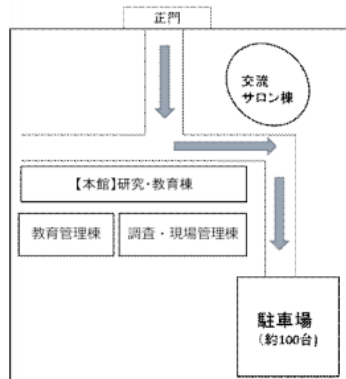 正門
交流
サロン棟
【本館】研究・教育棟
教育管理棟
調査・現場管理棟
駐車場
(約100台)